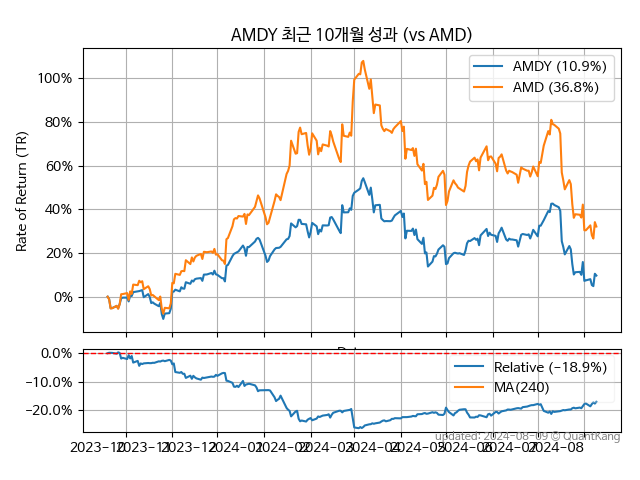 AMDY 최근 10개월 성과 (vs AMD)
AMDY (10.9%)
AMD (36.8%)
Rate of Return (TR)
100%
80%
60%
40%
20%
0%
0.0%
−10.0%
−20.0%
Relative (−18.9%)
MA(240)
updated: 2024-08-09 © QuantKang
2023-10 2023-11 2023-12 2024-01 2024-02 2024-03 2024-04 2024-05 2024-06 2024-07 2024-08